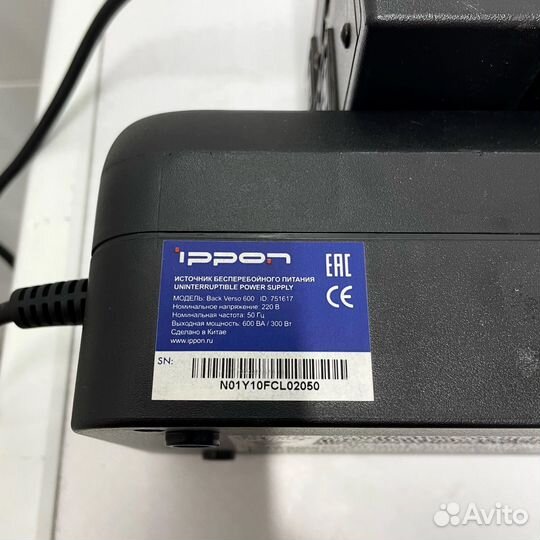 ippon
ИСТОЧНИК БЕСПЕРЕБОЙНОГО ПИТАНИЯ
UNINTERRUPTIBLE POWER SUPPLY
МОДЕЛЬ: Back Verso 600 ID: 751617
Номинальное напряжение: 220 В
Номинальная частота: 50 Гц
Выходная мощность: 600 ВА / 300 Вт
Сделано в Китае
www.ippon.ru
EAC
CE
SN:
N01Y10FCL02050
Avito